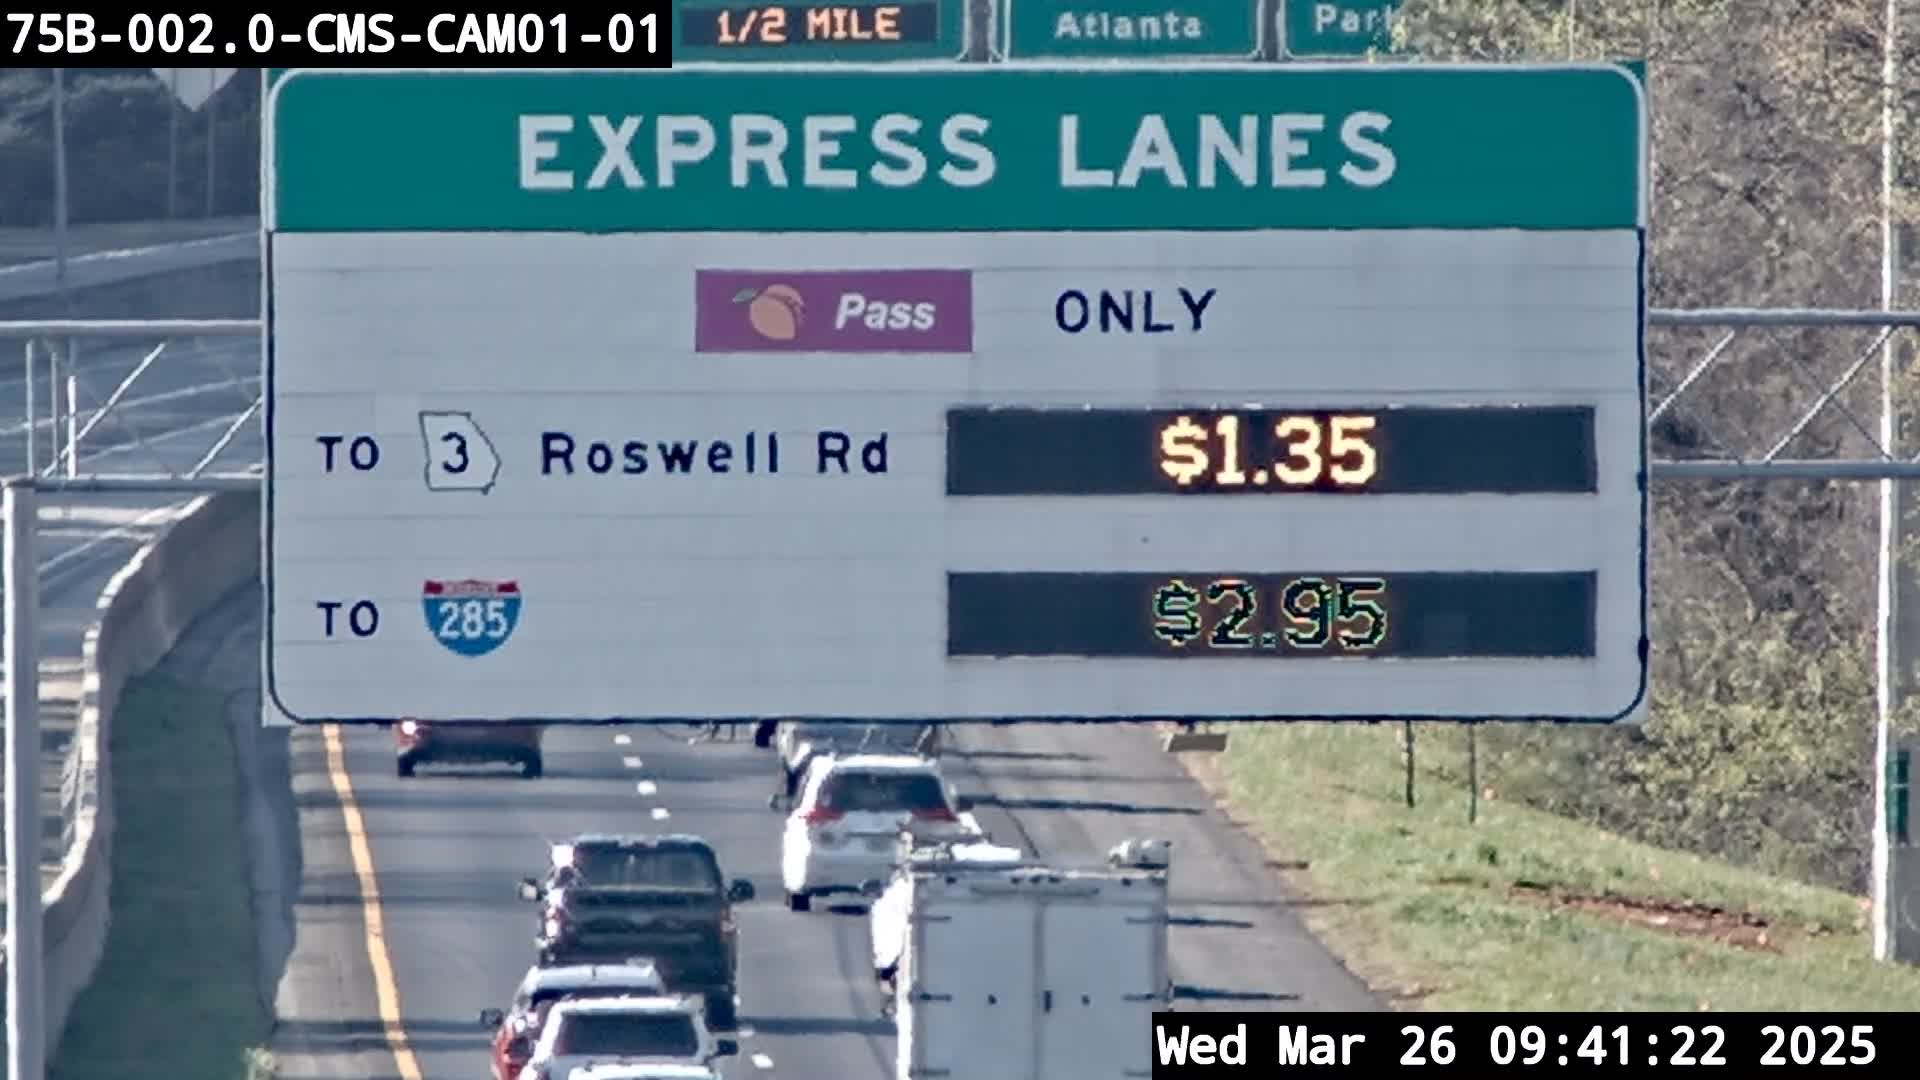 75B-002.0-CMS-CAM01-01
1/2 MILE
Atlanta
EXPRESS LANES
Pass ONLY
TO 3 Roswell Rd $1.35
TO 285 $2.95
Wed Mar 26 09:41:22 2025